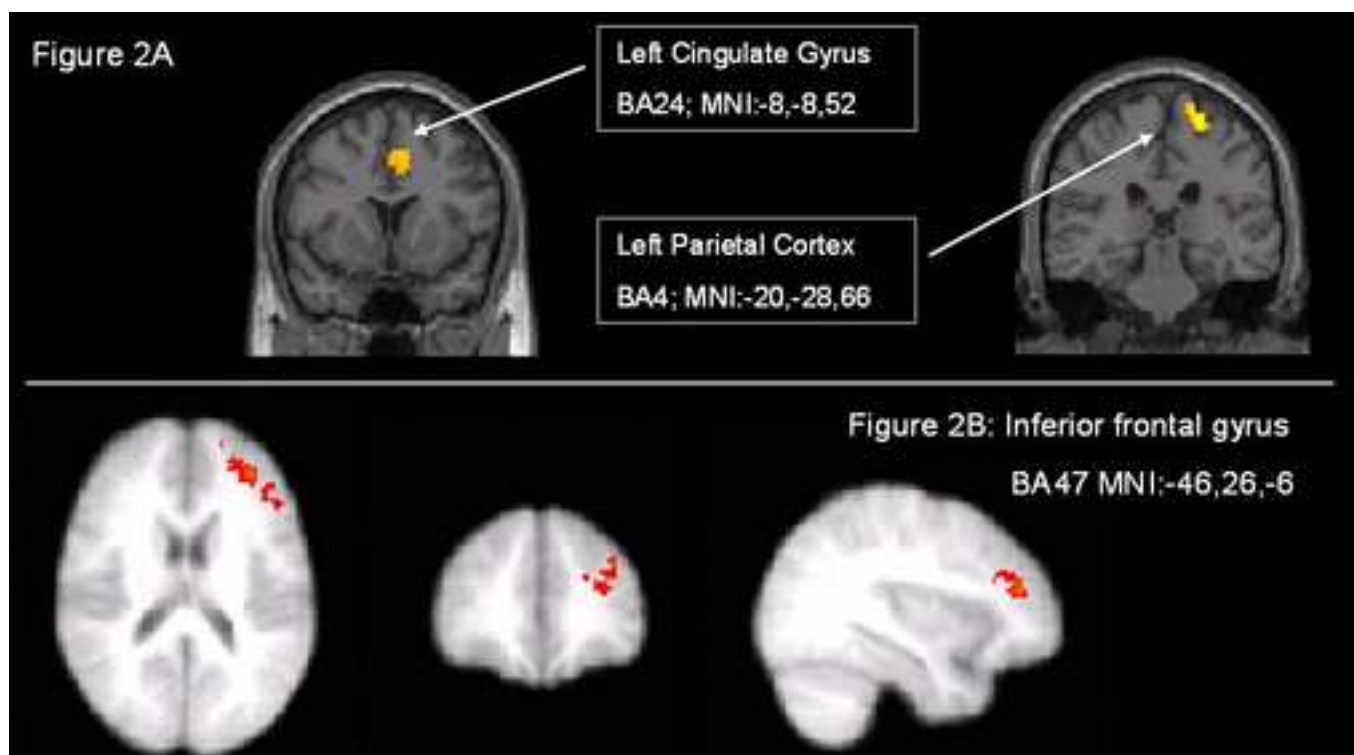 Figure 2A
Left Cingulate Gyrus
BA24; MNI:-8,-8,52
Left Parietal Cortex
BA4; MNI:-20,-28,66
Figure 2B: Inferior frontal gyrus
BA47 MNI:-46,26,-6